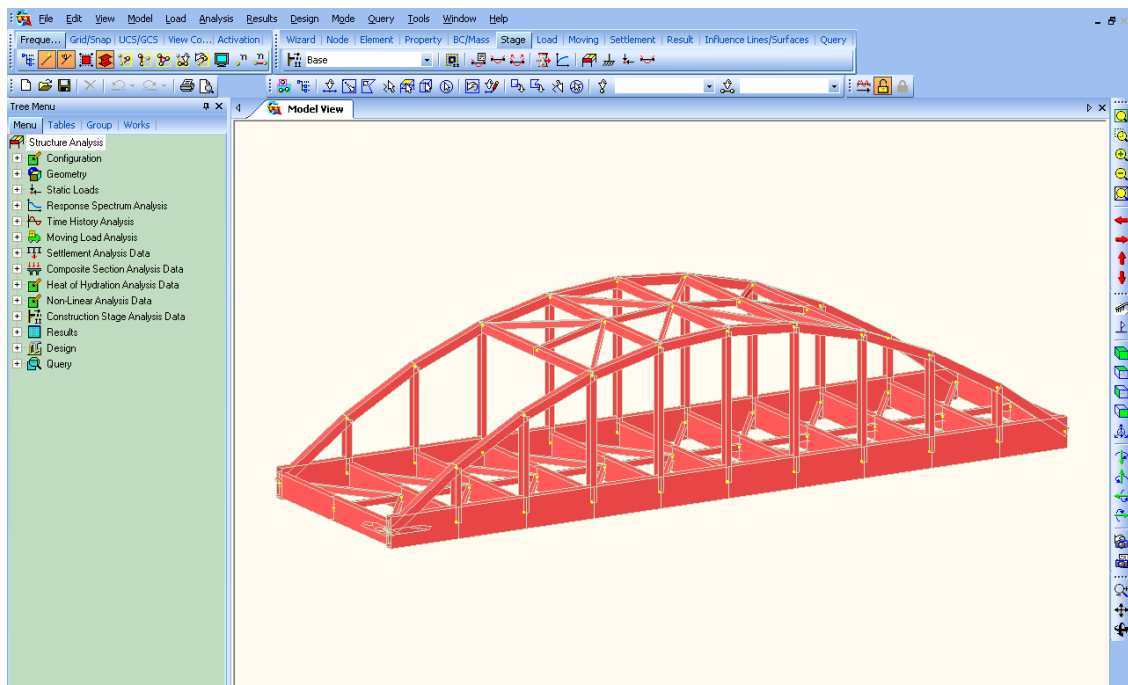 File Edit View Model Load Analysis Results Design Mode Query Tools Window Help
Freque... Grid/Snap UCS/GCS View Co... Activation Wizard Node Element Property BC/Mass Stage Load Moving Settlement Result Influence Lines/Surfaces Query
Base
Tree Menu
Model View
Menu Tables Group Works
Structure Analysis
Configuration
Geometry
Static Loads
Response Spectrum Analysis
Time History Analysis
Moving Load Analysis
Settlement Analysis Data
Composite Section Analysis Data
Heat of Hydration Analysis Data
Non-Linear Analysis Data
Construction Stage Analysis Data
Results
Design
Query